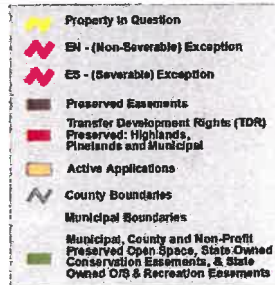 Property In Question
EN - (Non-Severable) Exception
ES - (Severable) Exception
Preserved Easements
Transfer Development Rights (TDR)
Preserved: Highlands,
Pinelands and Municipal
Active Applications
County Boundaries
Municipal Boundaries
Municipal, County and Non-Profit
Preserved Open Space, State Owned
Conservation Easements, & State
Owned O/S & Recreation Easements